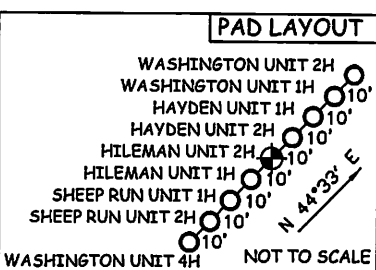 PAD LAYOUT
WASHINGTON UNIT 2H
WASHINGTON UNIT 1H 10'
HAYDEN UNIT 1H 10'
HAYDEN UNIT 2H 10'
HILEMAN UNIT 2H 10'
HILEMAN UNIT 1H 10'
SHEEP RUN UNIT 1H 10'
SHEEP RUN UNIT 2H 10'
WASHINGTON UNIT 4H 10'
N 44°33' E
NOT TO SCALE